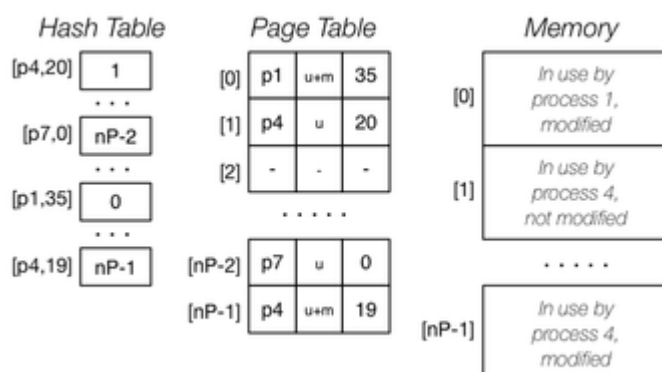 Hash Table
[p4,20] 1
. . .
[p7,0] nP-2
. . .
[p1,35] 0
. . .
[p4,19] nP-1
Page Table
[0] p1 u+m 35
[1] p4 u 20
[2] - - -
. . . . .
[nP-2] p7 u 0
[nP-1] p4 u+m 19
Memory
[0] In use by
process 1,
modified
[1] In use by
process 4,
not modified
. . . . .
[nP-1] In use by
process 4,
modified